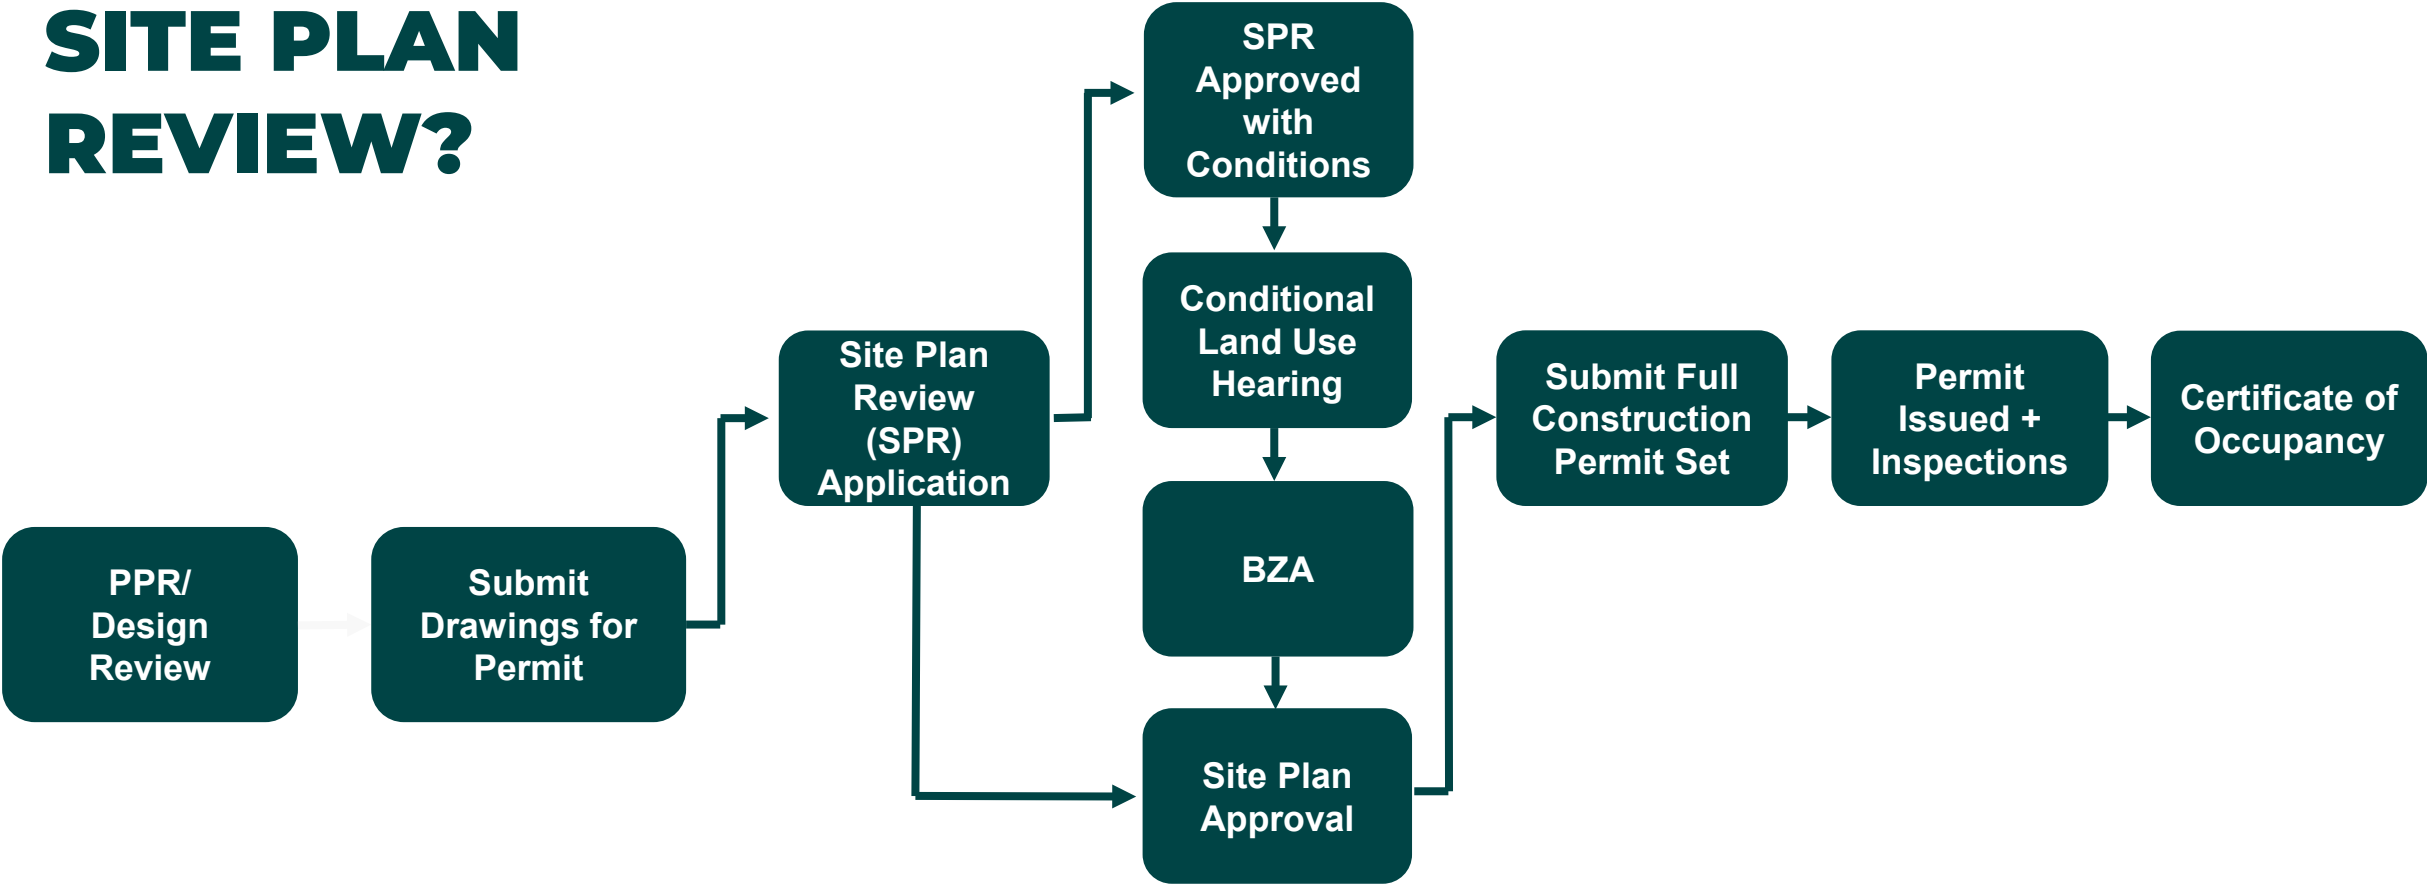 SITE PLAN
REVIEW?
PPR/
Design
Review
Submit
Drawings for
Permit
Site Plan
Review
(SPR)
Application
SPR
Approved
with
Conditions
Conditional
Land Use
Hearing
BZA
Site Plan
Approval
Submit Full
Construction
Permit Set
Permit
Issued +
Inspections
Certificate of
Occupancy